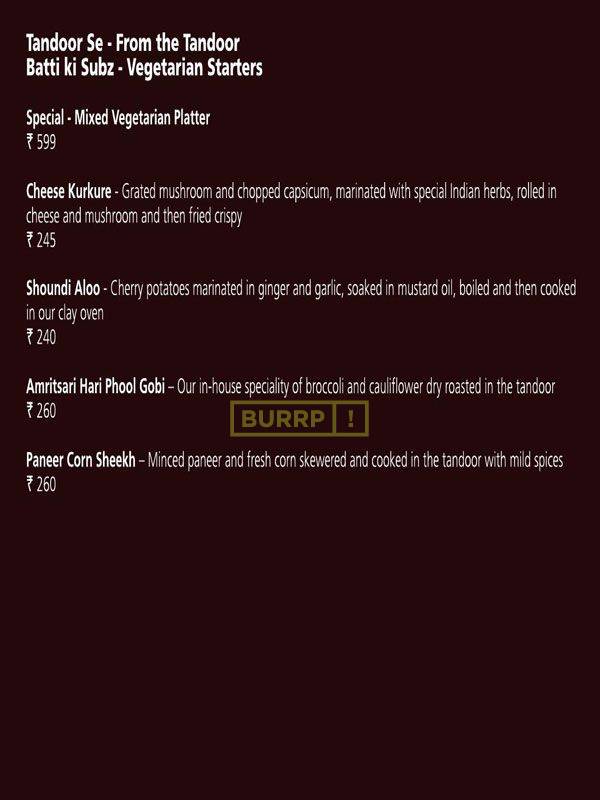 Tandoor Se - From the Tandoor
Batti ki Subz - Vegetarian Starters
Special - Mixed Vegetarian Platter
₹ 599
Cheese Kurkure - Grated mushroom and chopped capsicum, marinated with special Indian herbs, rolled in
cheese and mushroom and then fried crispy
₹ 245
Shoundi Aloo - Cherry potatoes marinated in ginger and garlic, soaked in mustard oil, boiled and then cooked
in our clay oven
₹ 240
Amritsari Hari Phool Gobi – Our in-house speciality of broccoli and cauliflower dry roasted in the tandoor
₹ 260
BURRP !
Paneer Corn Sheekh – Minced paneer and fresh corn skewered and cooked in the tandoor with mild spices
₹ 260